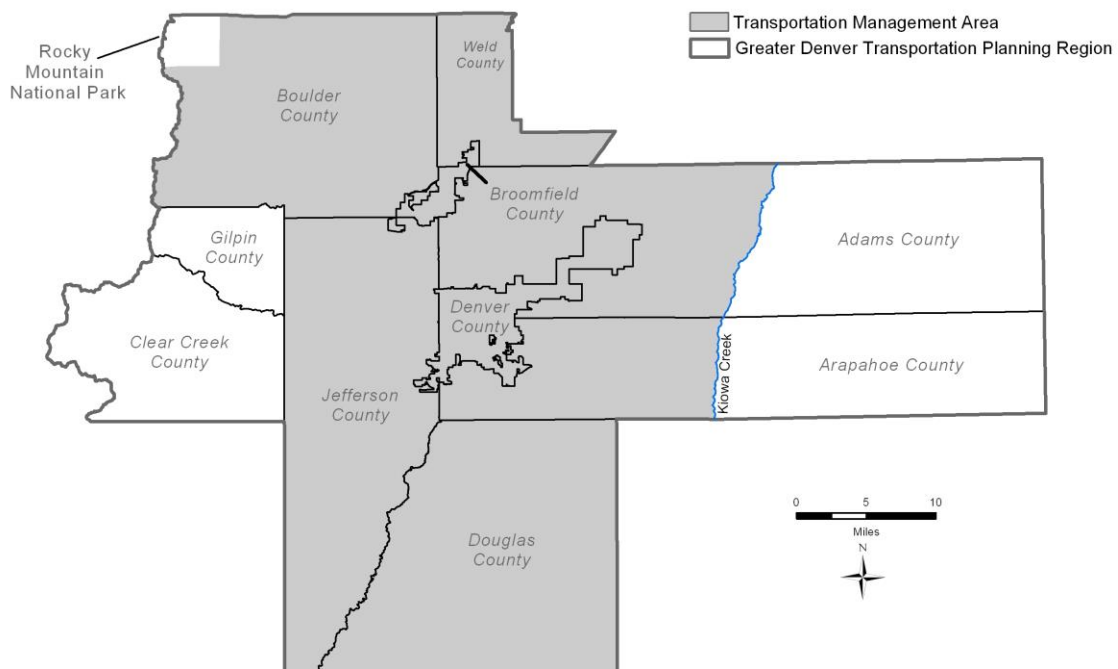 Transportation Management Area
Greater Denver Transportation Planning Region
Rocky
Mountain
National Park
Weld
County
Boulder
County
Broomfield
County
Gilpin
County
Adams County
Denver
County
Clear Creek
County
Arapahoe County
Kiowa Creek
Jefferson
County
Douglas
County
0 5 10
Miles
N